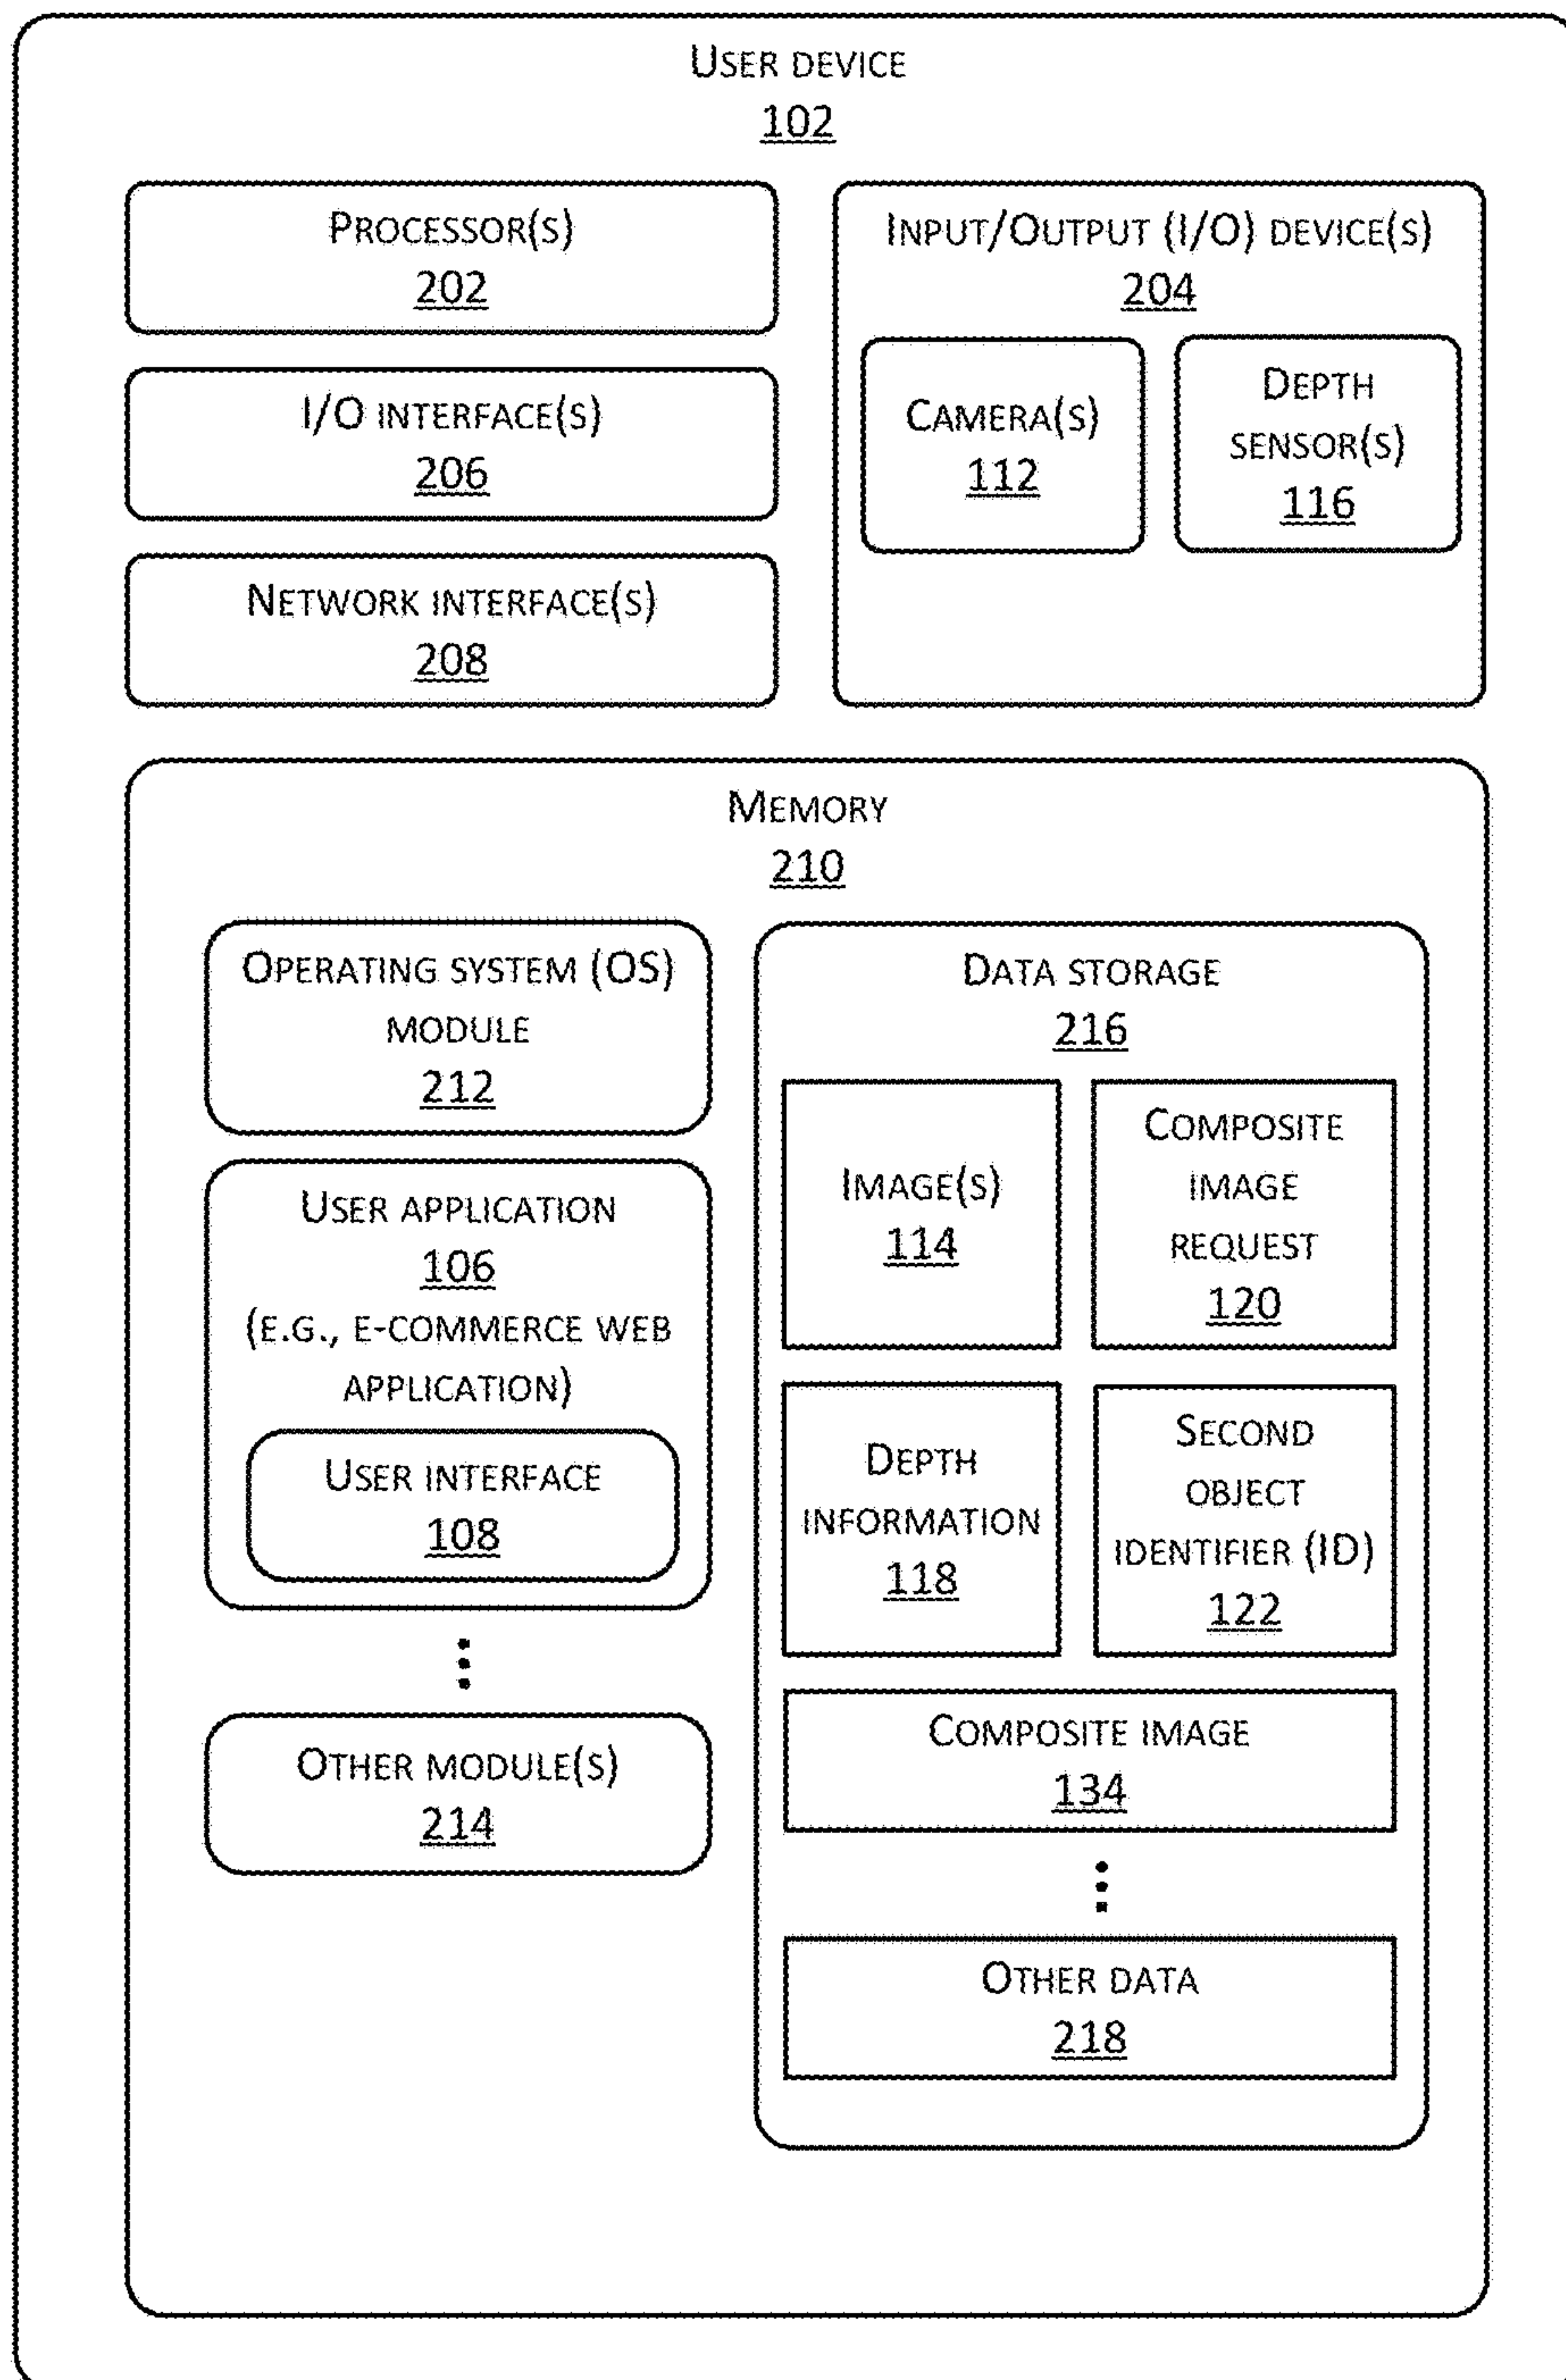 USER DEVICE
102
PROCESSOR(S)
202
I/O INTERFACE(S)
206
NETWORK INTERFACE(S)
208
INPUT/OUTPUT (I/O) DEVICE(S)
204
CAMERA(S)
112
DEPTH
SENSOR(S)
116
MEMORY
210
OPERATING SYSTEM (OS)
MODULE
212
USER APPLICATION
106
(E.G., E-COMMERCE WEB
APPLICATION)
USER INTERFACE
108
OTHER MODULE(S)
214
DATA STORAGE
216
IMAGE(S)
114
COMPOSITE
IMAGE
REQUEST
120
DEPTH
INFORMATION
118
SECOND
OBJECT
IDENTIFIER (ID)
122
COMPOSITE IMAGE
134
OTHER DATA
218